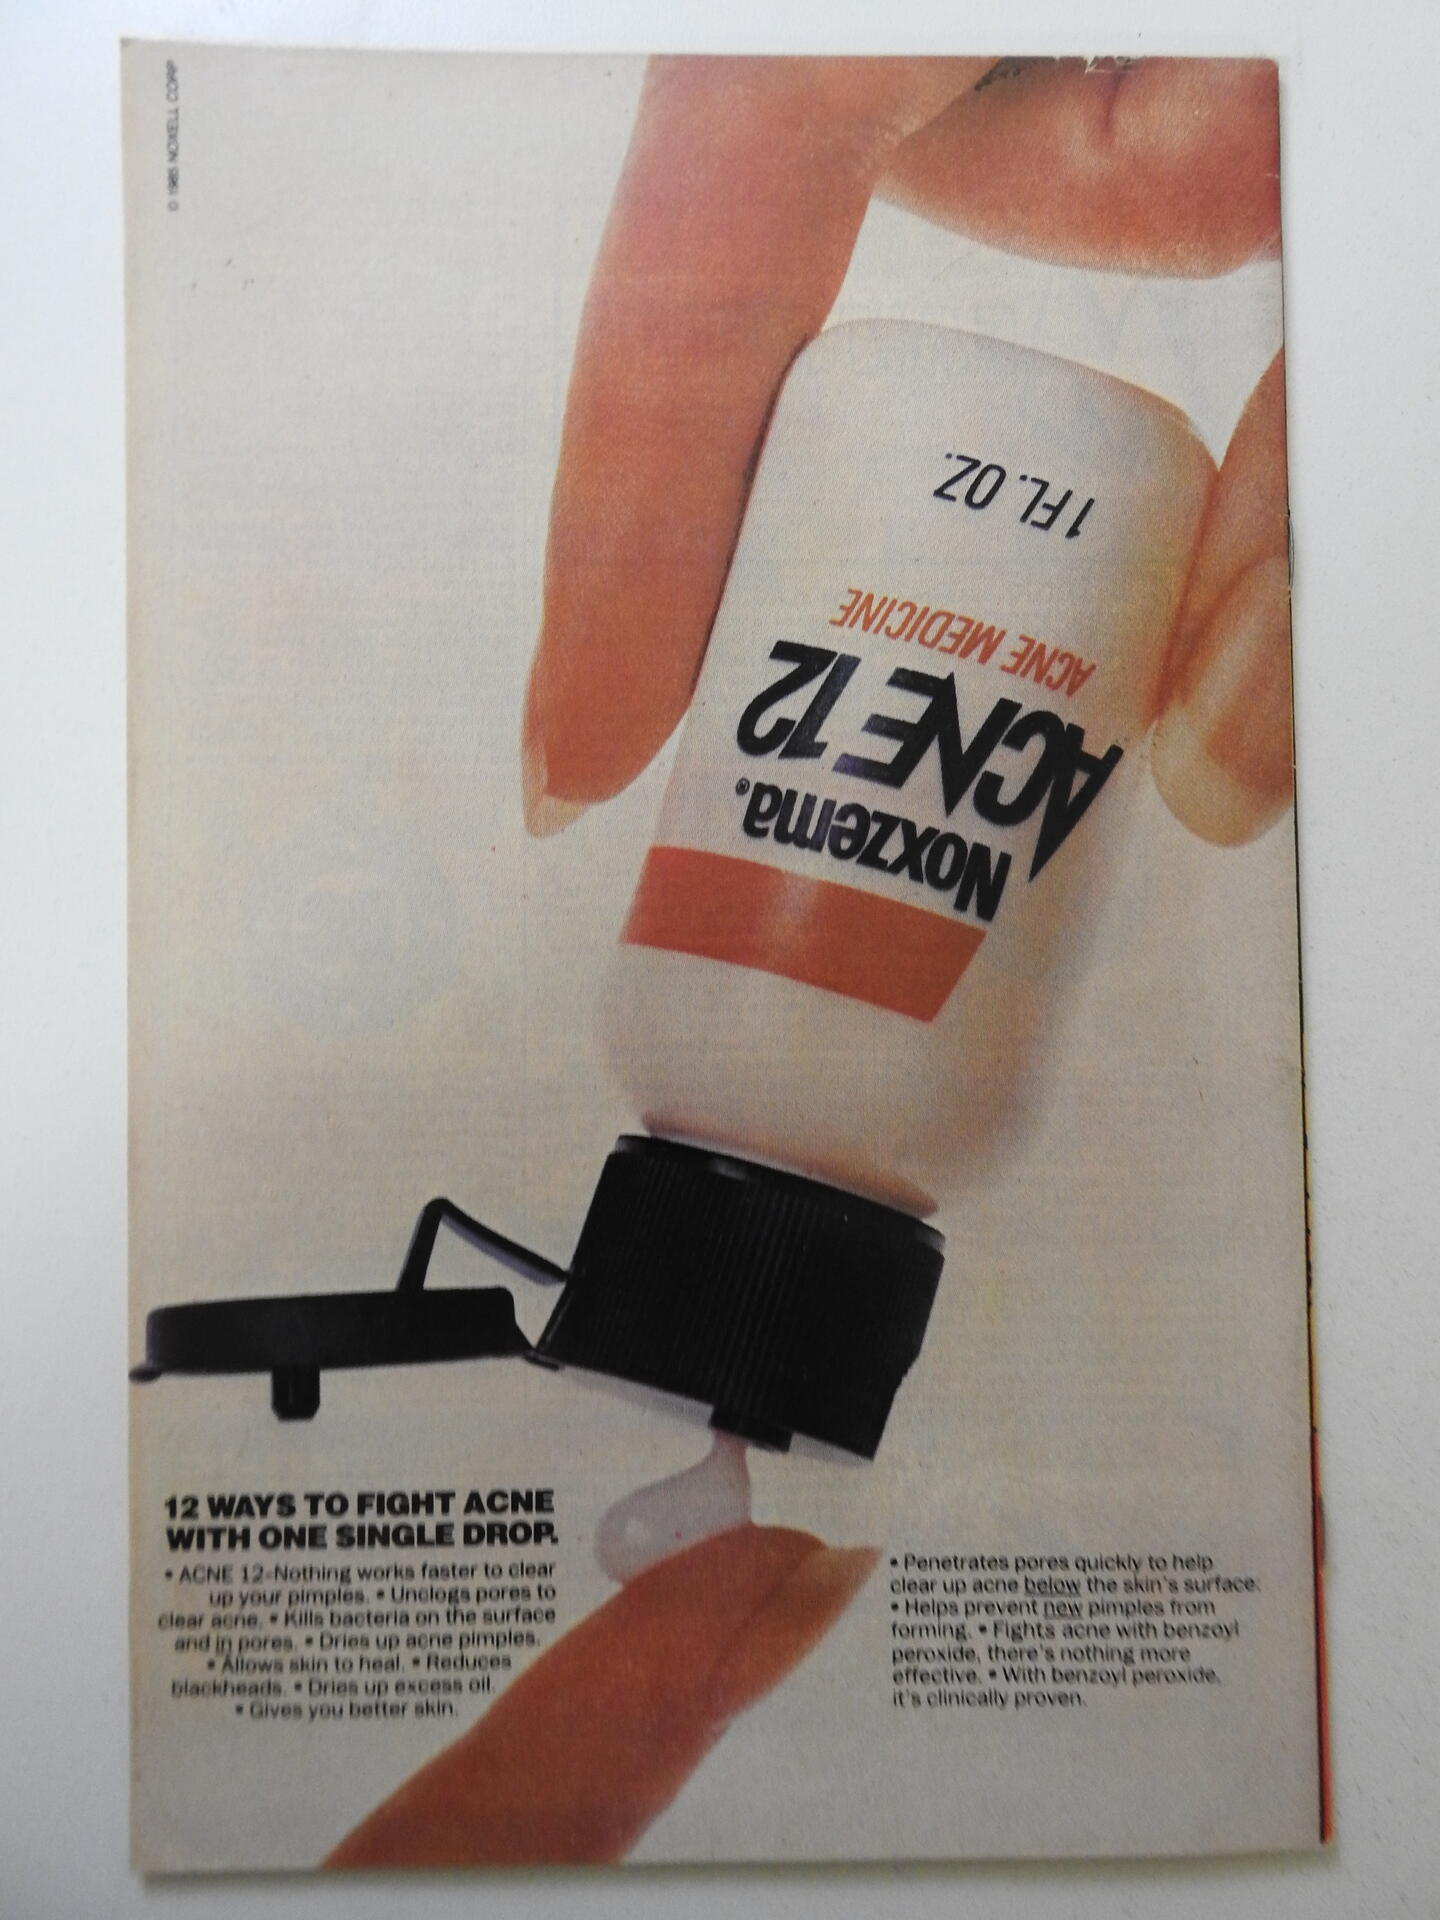 © 1985 NOXELL CORP
1 FL. OZ.
ACNE MEDICINE
ACNE 12
Noxzema®
12 WAYS TO FIGHT ACNE
WITH ONE SINGLE DROP.
• ACNE 12-Nothing works faster to clear
up your pimples. • Unclogs pores to
clear acne. • Kills bacteria on the surface
and in pores. • Dries up acne pimples.
• Allows skin to heal. • Reduces
blackheads. • Dries up excess oil.
• Gives you better skin.
• Penetrates pores quickly to help
clear up acne below the skin's surface.
• Helps prevent new pimples from
forming. • Fights acne with benzoyl
peroxide, there's nothing more
effective. • With benzoyl peroxide,
it's clinically proven.